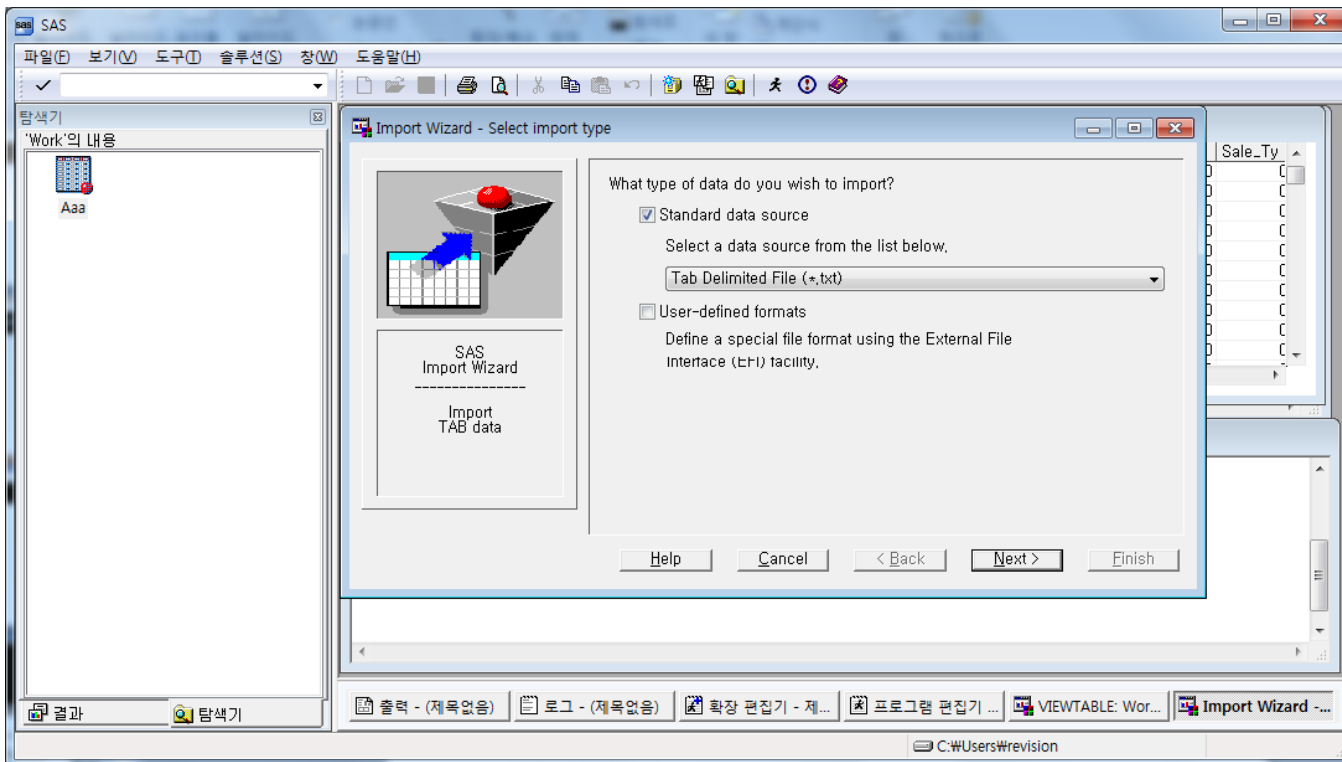 SAS
파일(F) 보기(V) 도구(T) 솔루션(S) 창(W) 도움말(H)
탐색기
'Work'의 내용
Aaa
Import Wizard - Select import type
Sale_Ty
What type of data do you wish to import?
Standard data source
Select a data source from the list below.
Tab Delimited File (*.txt)
User-defined formats
Define a special file format using the External File
Interface (EFI) facility.
SAS
Import Wizard
---------------
Import
TAB data
Help Cancel < Back Next > Finish
결과 탐색기
출력 - (제목없음) 로그 - (제목없음) 확장 편집기 - 제... 프로그램 편집기 ... VIEWTABLE: Wor... Import Wizard -...
C:₩Users₩revision